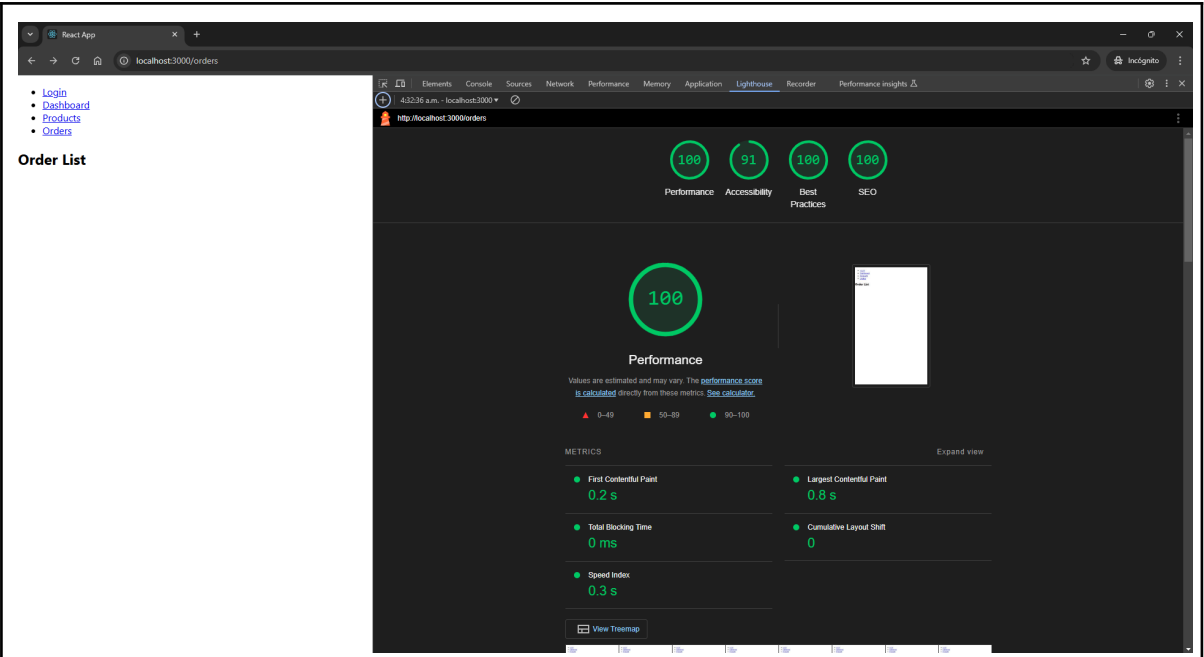 React App
localhost:3000/orders
Incógnito
Login
Dashboard
Products
Orders
Order List
Elements Console Sources Network Performance Memory Application Lighthouse Recorder Performance insights
4:32:36 a.m. - localhost:3000
http://localhost:3000/orders
100 91 100 100
Performance Accessibility Best Practices SEO
100
Performance
Values are estimated and may vary. The performance score
is calculated directly from these metrics. See calculator.
0–49 50–89 90–100
METRICS Expand view
First Contentful Paint Largest Contentful Paint
0.2 s 0.8 s
Total Blocking Time Cumulative Layout Shift
0 ms 0
Speed Index
0.3 s
View Treemap